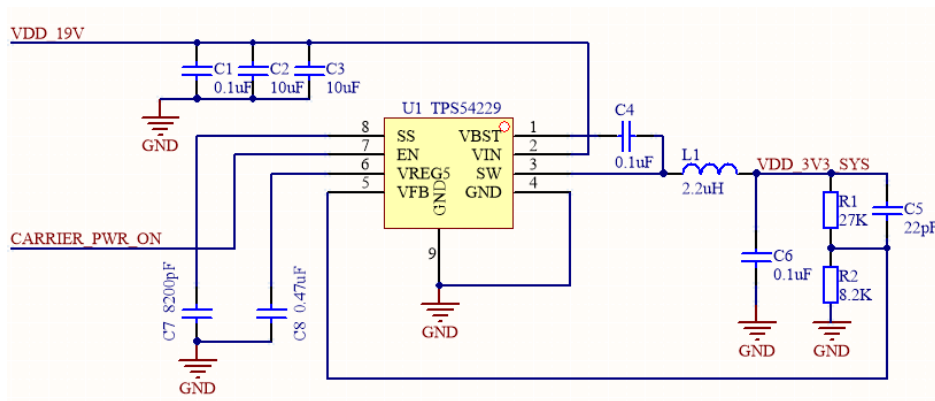 VDD_19V
C1
0.1uF
C2
10uF
C3
10uF
GND
U1 TPS54229
8 SS VBST 1
7 EN VIN 2
6 VREG5 SW 3
5 VFB GND 4
GND
9
GND
C4
0.1uF
L1
2.2uH
VDD_3V3_SYS
R1
27K
C5
22pF
C6
0.1uF
R2
8.2K
GND
GND
CARRIER_PWR_ON
C7 8200pF
C8 0.47uF
GND